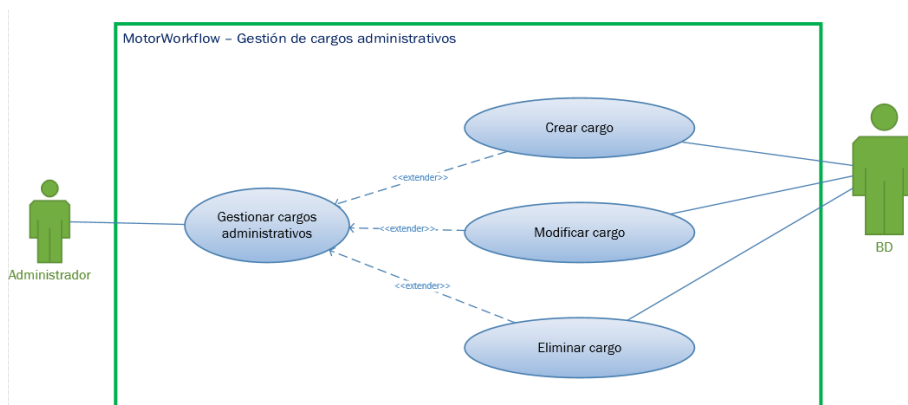 MotorWorkflow – Gestión de cargos administrativos
Crear cargo
<<extender>>
Gestionar cargos
administrativos
<<extender>>
Modificar cargo
Administrador
BD
<<extender>>
Eliminar cargo